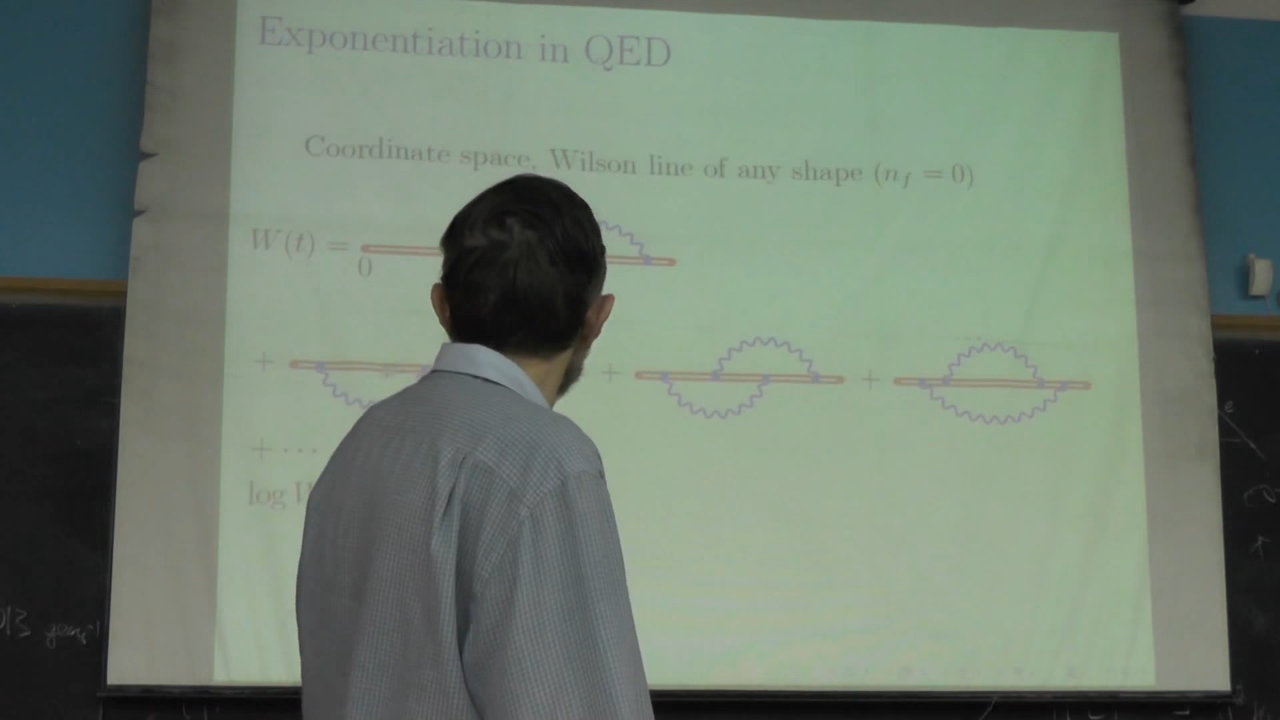 Exponentiation in QED
Coordinate space, Wilson line of any shape (n_f = 0)
W(t) =
0
+ + +
+ ⋯
log W